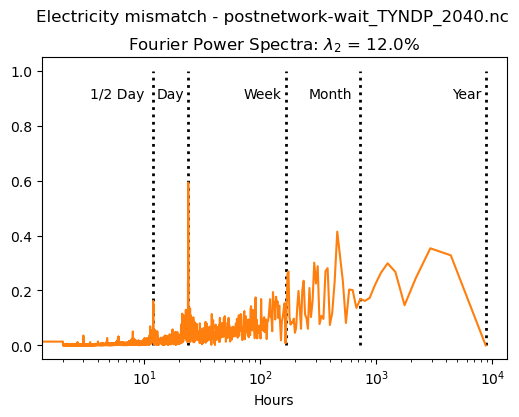 Electricity mismatch - postnetwork-wait_TYNDP_2040.nc
Fourier Power Spectra: λ₂ = 12.0%
1.0
1/2 Day Day Week Month Year
0.8
0.6
0.4
0.2
0.0
10¹ 10² 10³ 10⁴
Hours